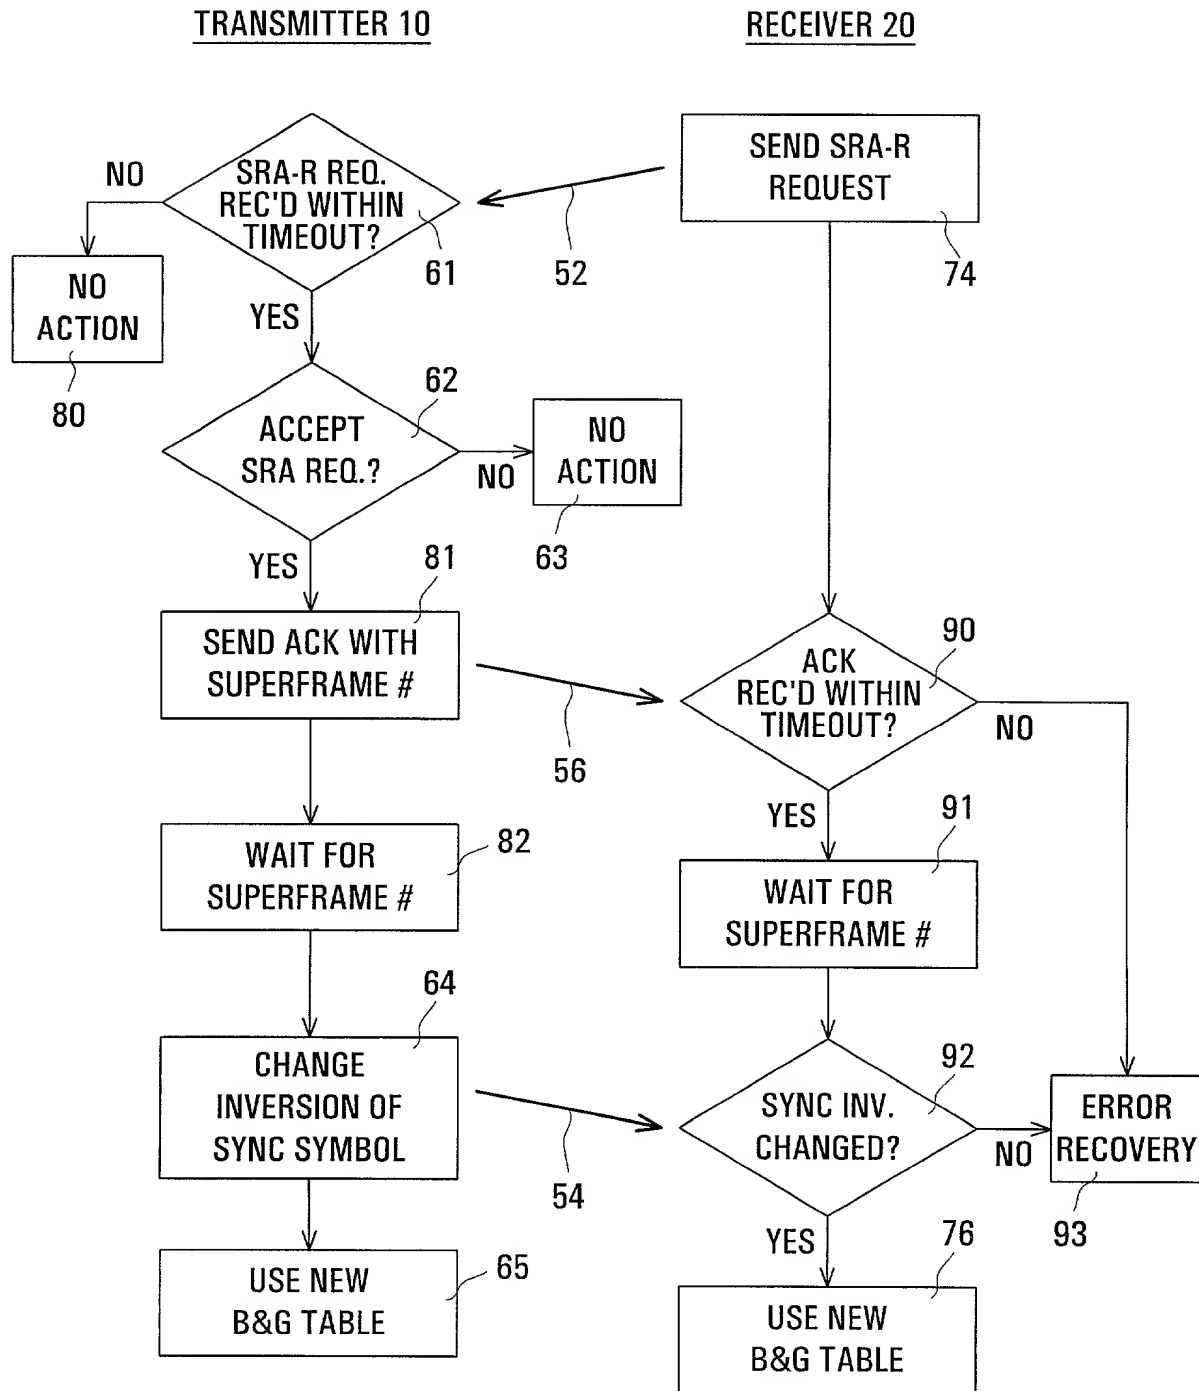 TRANSMITTER 10
RECEIVER 20
NO
SRA-R REQ.
REC'D WITHIN
TIMEOUT?
61
52
SEND SRA-R
REQUEST
74
NO
ACTION
80
YES
62
ACCEPT
SRA REQ.?
NO
NO
ACTION
63
YES
81
SEND ACK WITH
SUPERFRAME #
56
90
ACK
REC'D WITHIN
TIMEOUT?
NO
YES
82
WAIT FOR
SUPERFRAME #
91
WAIT FOR
SUPERFRAME #
64
CHANGE
INVERSION OF
SYNC SYMBOL
54
92
SYNC INV.
CHANGED?
NO
ERROR
RECOVERY
93
YES
65
USE NEW
B&G TABLE
76
USE NEW
B&G TABLE